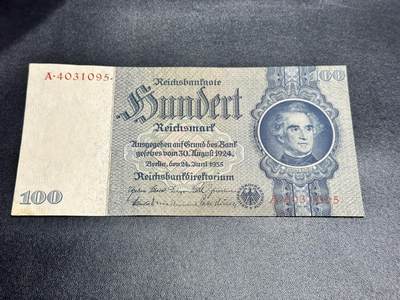 A·4031095·
Reichsbanknote
100
Hundert
Reichsmark
Ausgegeben auf Grund des Bank
gesetzes vom 30. August 1924.
Berlin, den 24. Juni 1935
Reichsbankdirektorium
100
A·4031095